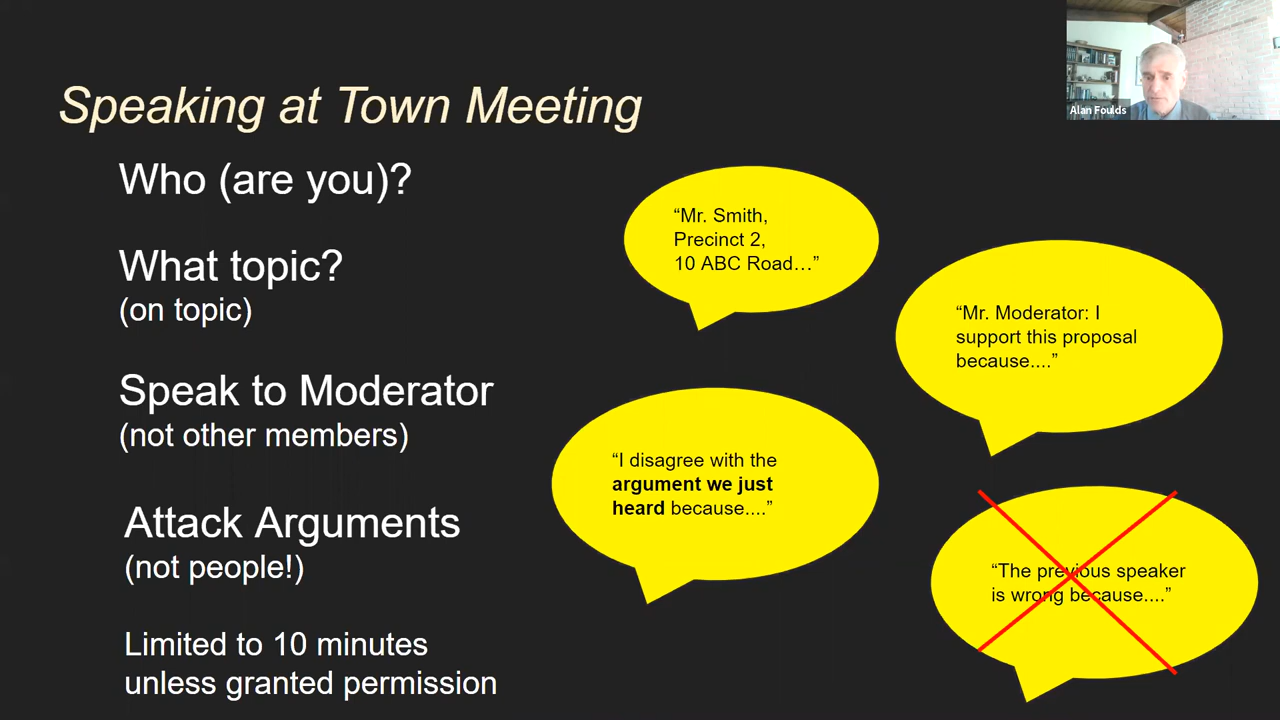 Alan Foulds
Speaking at Town Meeting
Who (are you)?
What topic?
(on topic)
Speak to Moderator
(not other members)
Attack Arguments
(not people!)
Limited to 10 minutes
unless granted permission
“Mr. Smith,
Precinct 2,
10 ABC Road…”
“Mr. Moderator: I
support this proposal
because....”
“I disagree with the
argument we just
heard because....”
“The previous speaker
is wrong because....”